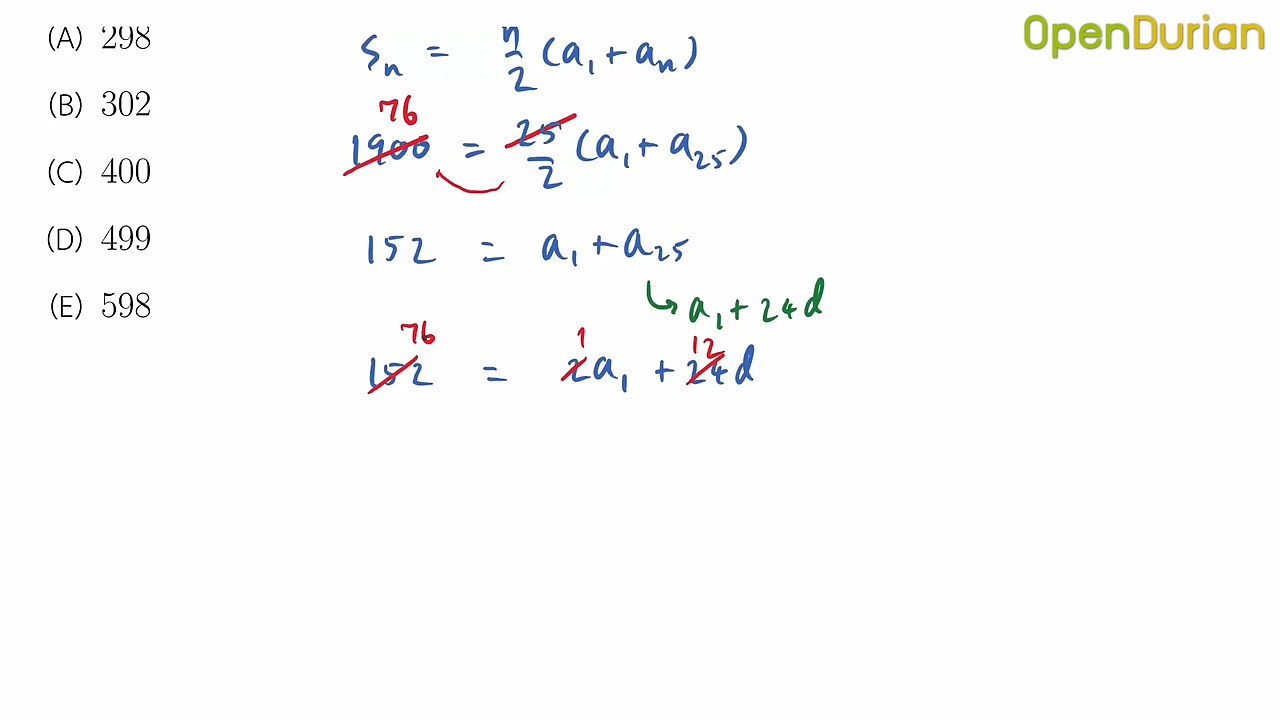 OpenDurian
(A) 298
(B) 302
(C) 400
(D) 499
(E) 598
Sn = n/2 (a₁ + aₙ)
76
1900 = 25/2 (a₁ + a₂₅)
152 = a₁ + a₂₅
↳ a₁ + 24d
76 1 12
152 = 2a₁ + 24d